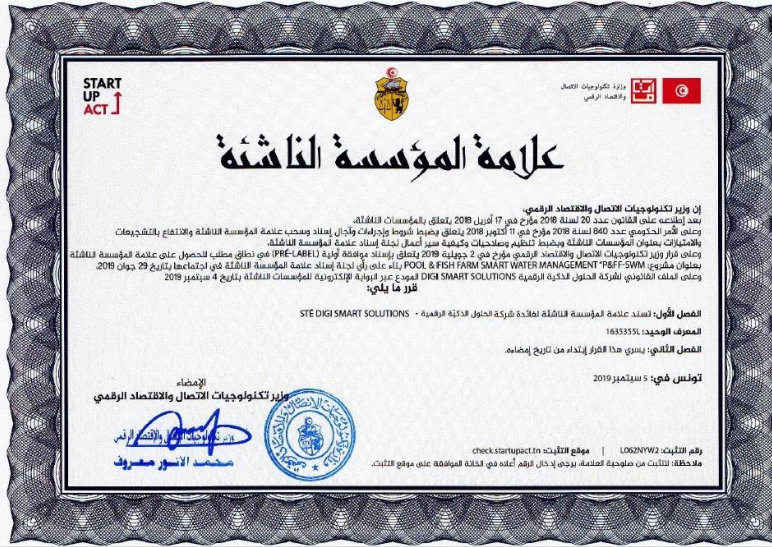 START
UP
ACT
وزارة تكنولوجيات الاتصال
والاقتصاد الرقمي
علامة المؤسسة الناشئة
إن وزير تكنولوجيات الاتصال والاقتصاد الرقمي،
بعد إطلاعه على القانون عدد 20 لسنة 2018 مؤرخ في 17 أفريل 2018 يتعلق بالمؤسسات الناشئة،
وعلى الأمر الحكومي عدد 840 لسنة 2018 مؤرخ في 11 أكتوبر 2018 يتعلق بضبط شروط وإجراءات وآجال إسناد وسحب علامة المؤسسة الناشئة والانتفاع بالتشجيعات
والامتيازات بعنوان المؤسسات الناشئة وبضبط تنظيم وصلاحيات وكيفية سير أعمال لجنة إسناد علامة المؤسسة الناشئة،
وعلى قرار وزير تكنولوجيات الاتصال والاقتصاد الرقمي مؤرخ في 2 جويلية 2019 يتعلق بإسناد موافقة أولية (PRÉ-LABEL) في نطاق مطلب للحصول على علامة المؤسسة الناشئة
بعنوان مشروع: POOL & FISH FARM SMART WATER MANAGEMENT "P&FF-SWM بناء على رأي لجنة إسناد علامة المؤسسة الناشئة في اجتماعها بتاريخ 29 جوان 2019،
وعلى الملف القانوني لشركة الحلول الذكية الرقمية DIGI SMART SOLUTIONS المودع عبر البوابة الإلكترونية للمؤسسات الناشئة بتاريخ 4 سبتمبر 2019
قرر ما يلي:
الفصل الأول: تسند علامة المؤسسة الناشئة لفائدة شركة الحلول الذكية الرقمية - STÉ DIGI SMART SOLUTIONS
المعرف الوحيد: 1635355L
الفصل الثاني: يسري هذا القرار إبتداء من تاريخ إمضاءه.
تونس في: 5 سبتمبر 2019
الإمضاء
وزير تكنولوجيات الاتصال والاقتصاد الرقمي
وزير تكنولوجيات الاتصال والاقتصاد الرقمي
محمد الأنور معروف
رقم التثبت: L062NYW2 | موقع التثبت: check.startupact.tn
ملاحظة: للتثبت من صلوحية العلامة، يرجى إدخال الرقم أعلاه في الخانة الموافقة على موقع التثبت.